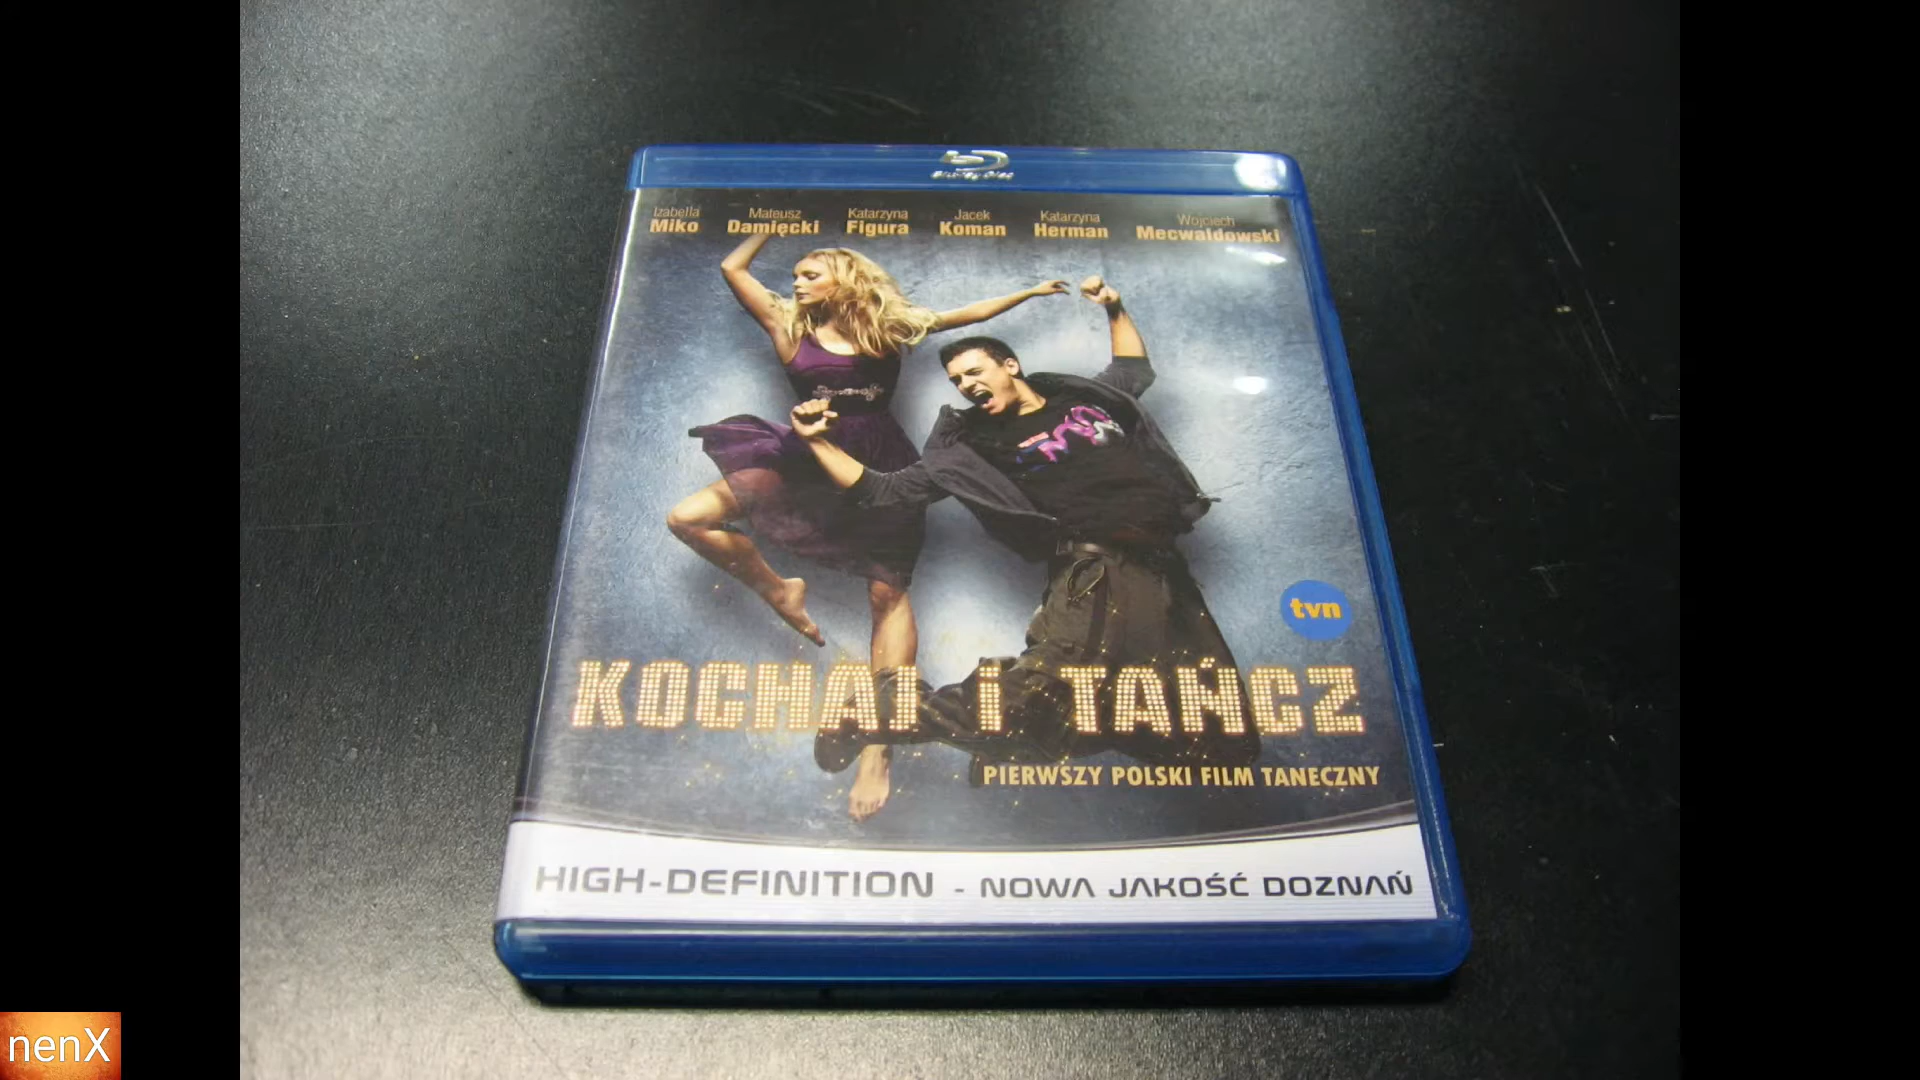 Blu-ray Disc
Izabella Miko
Mateusz Damięcki
Katarzyna Figura
Jacek Koman
Katarzyna Herman
Wojciech Mecwaldowski
tvn
KOCHAJ i TAŃCZ
PIERWSZY POLSKI FILM TANECZNY
HIGH-DEFINITION - NOWA JAKOŚĆ DOZNAŃ
nenX